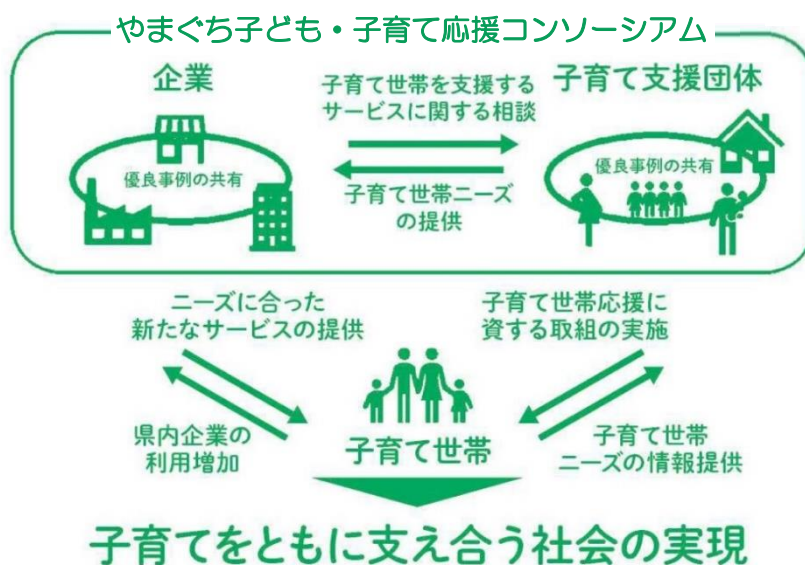 やまぐち子ども・子育て応援コンソーシアム
企業
優良事例の共有
子育て世帯を支援する
サービスに関する相談
子育て世帯ニーズ
の提供
子育て支援団体
優良事例の共有
ニーズに合った
新たなサービスの提供
子育て世帯応援に
資する取組の実施
県内企業の
利用増加
子育て世帯
子育て世帯
ニーズの情報提供
子育てをともに支え合う社会の実現